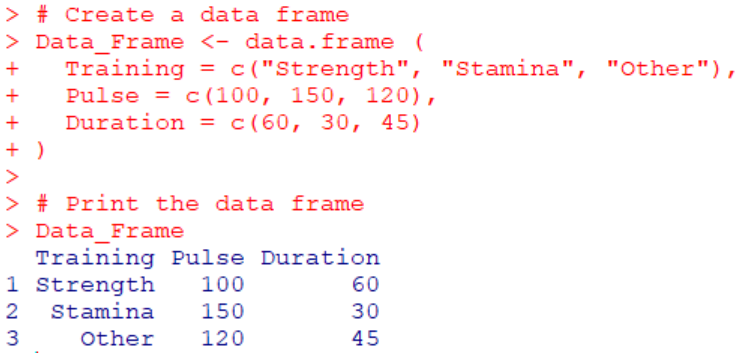 > # Create a data frame
> Data_Frame <- data.frame (
+   Training = c("Strength", "Stamina", "Other"),
+   Pulse = c(100, 150, 120),
+   Duration = c(60, 30, 45)
+ )
>
> # Print the data frame
> Data_Frame
  Training Pulse Duration
1 Strength   100       60
2  Stamina   150       30
3    Other   120       45